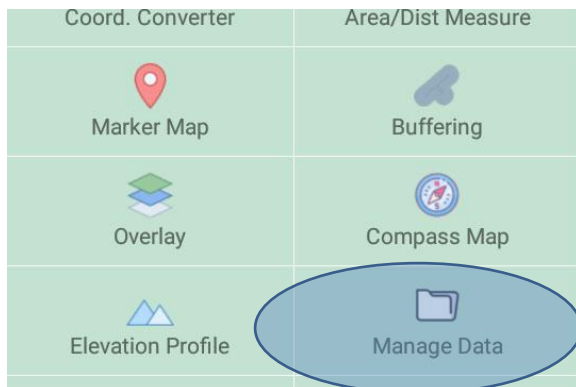 Coord. Converter
Area/Dist Measure
Marker Map
Buffering
Overlay
Compass Map
Elevation Profile
Manage Data